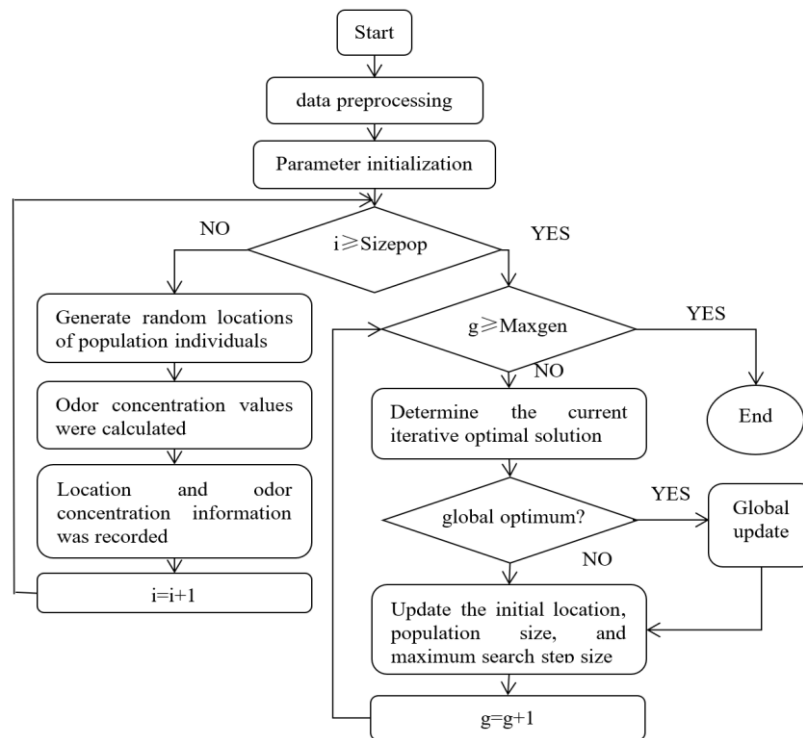 Start
data preprocessing
Parameter initialization
NO
i≥Sizepop
YES
Generate random locations
of population individuals
g≥Maxgen
YES
NO
Odor concentration values
were calculated
Determine the current
iterative optimal solution
End
Location and odor
concentration information
was recorded
global optimum?
YES
Global
update
NO
i=i+1
Update the initial location,
population size, and
maximum search step size
g=g+1